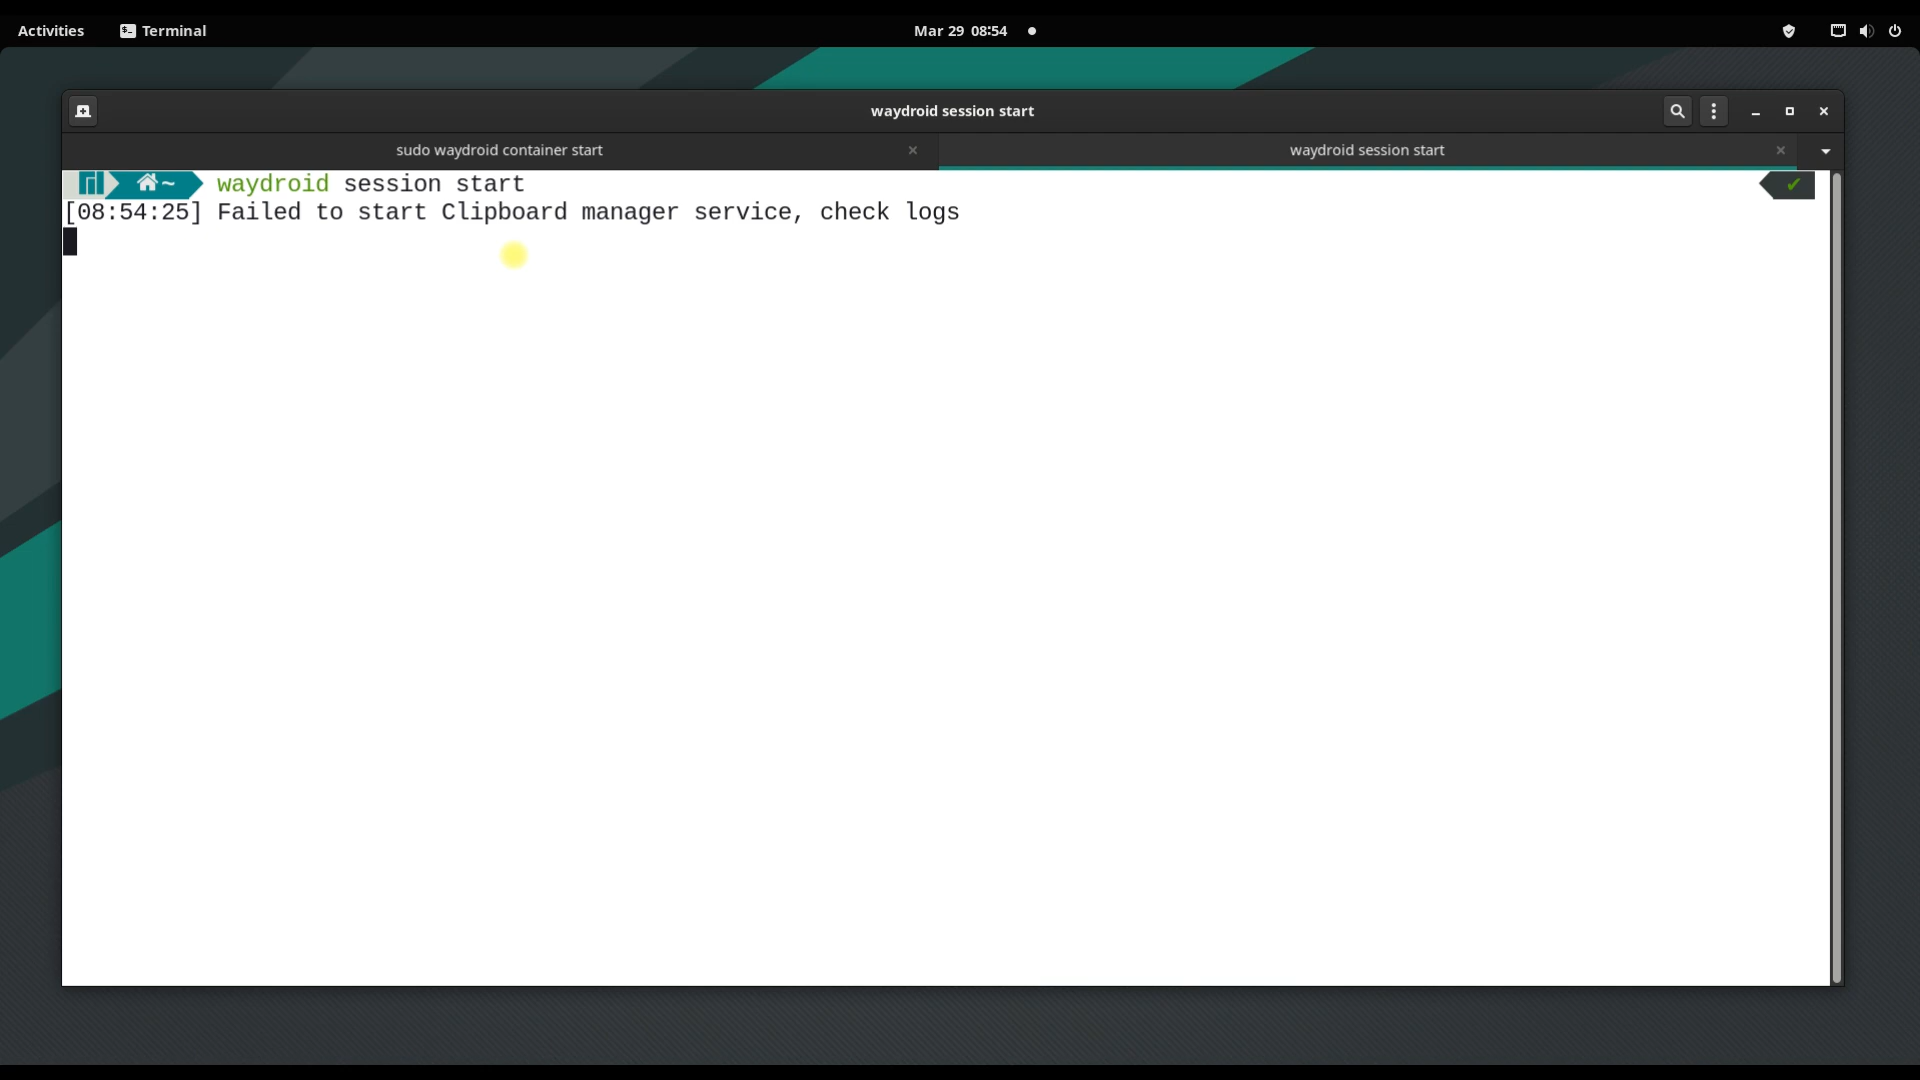 Activities Terminal Mar 29 08:54
waydroid session start
sudo waydroid container start waydroid session start
~ waydroid session start
[08:54:25] Failed to start Clipboard manager service, check logs